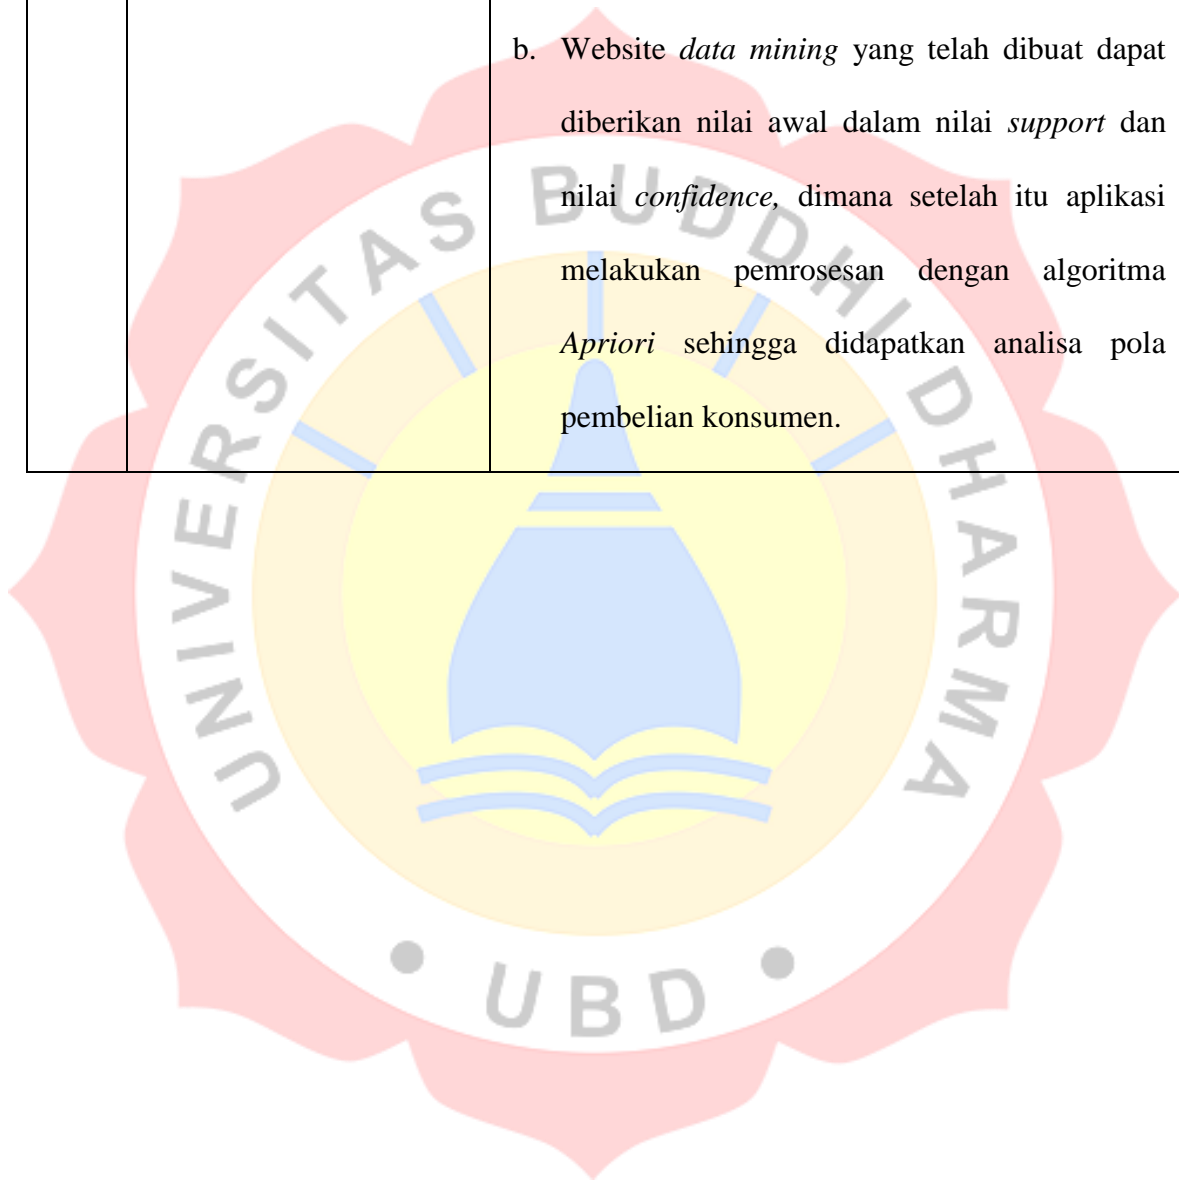 b. Website data mining yang telah dibuat dapat
diberikan nilai awal dalam nilai support dan
nilai confidence, dimana setelah itu aplikasi
melakukan pemrosesan dengan algoritma
Apriori sehingga didapatkan analisa pola
pembelian konsumen.
UNIVERSITAS BUDDHI DHARMA
• UBD •